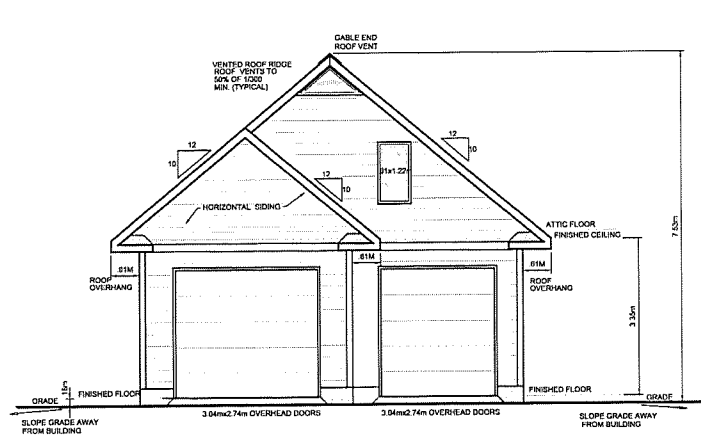 GABLE END
ROOF VENT
VENTED ROOF RIDGE
ROOF VENTS TO
50% OF 1/300
MIN. (TYPICAL)
12
10
12
10
12
10
HORIZONTAL SIDING
ATTIC FLOOR
FINISHED CEILING
7.53m
.61M
.61M
.61M
ROOF
OVERHANG
ROOF
OVERHANG
3.35m
GRADE
FINISHED FLOOR
FINISHED FLOOR
GRADE
SLOPE GRADE AWAY
FROM BUILDING
3.04mx2.74m OVERHEAD DOORS
3.04mx2.74m OVERHEAD DOORS
SLOPE GRADE AWAY
FROM BUILDING